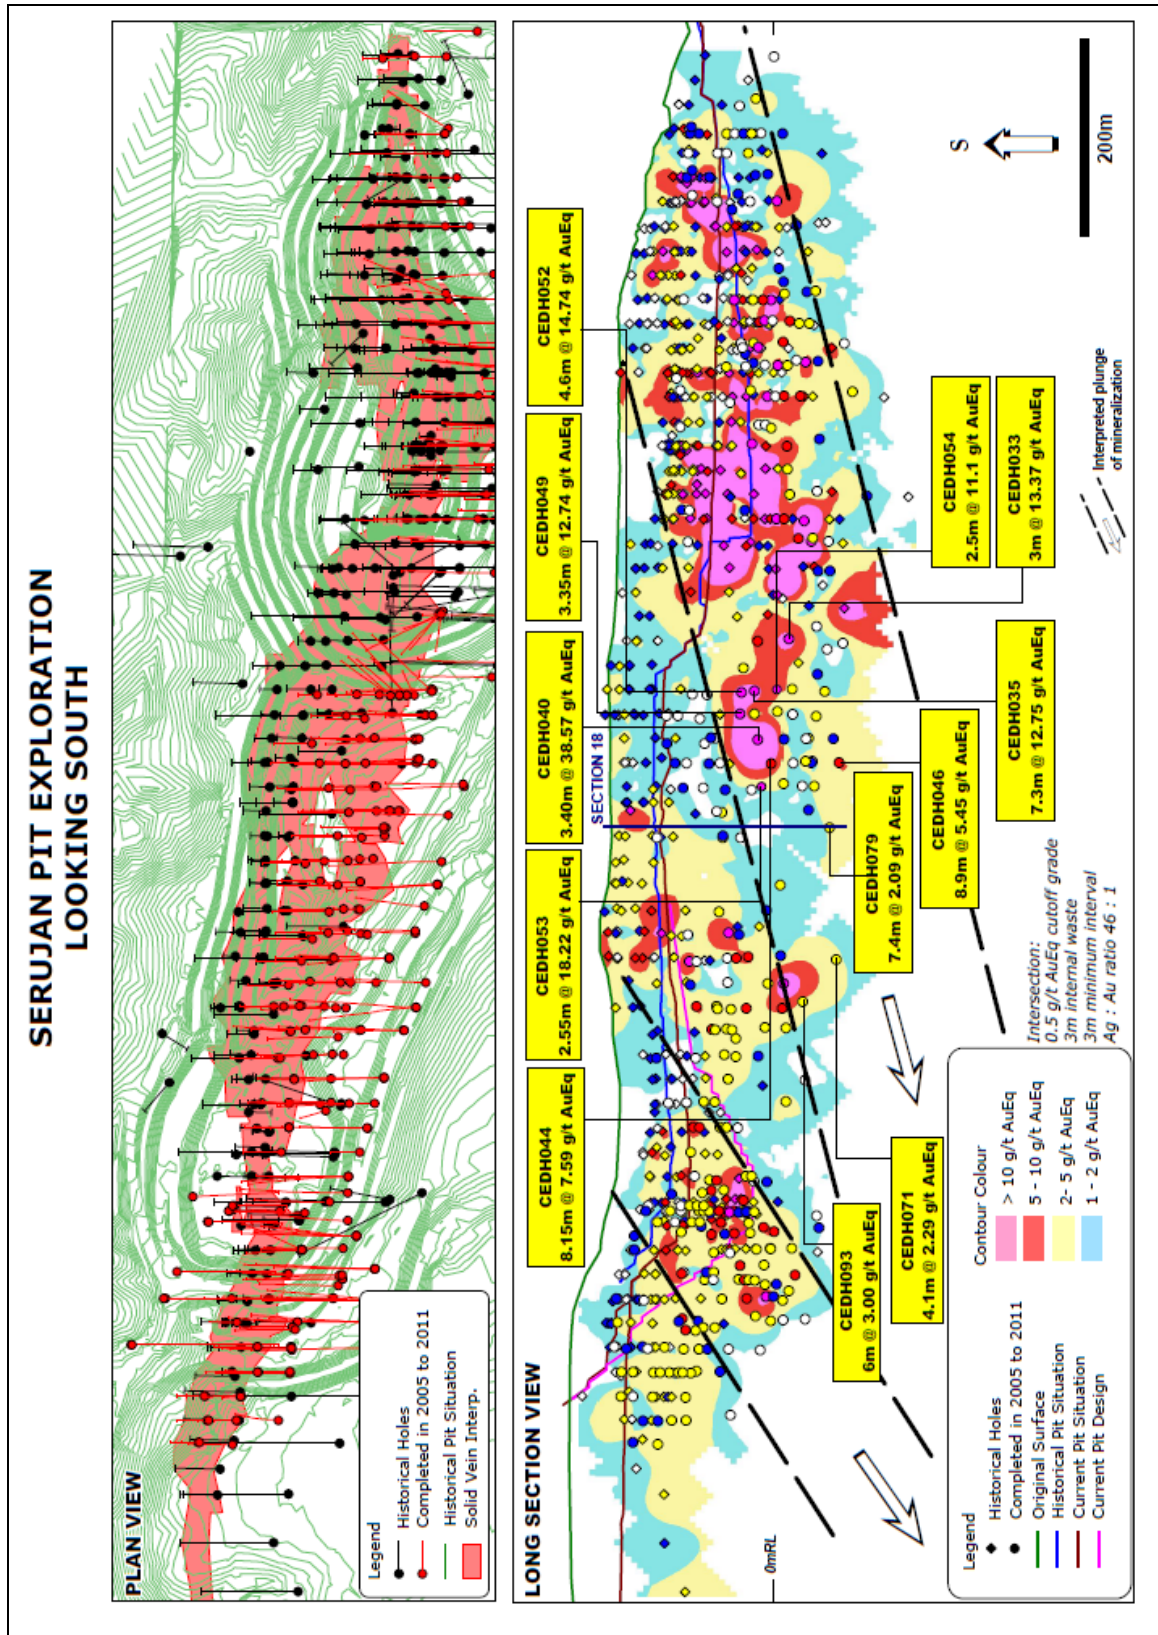 SERUJAN PIT EXPLORATION
LOOKING SOUTH
PLAN VIEW
Legend
Historical Holes
Completed in 2005 to 2011
Historical Pit Situation
Solid Vein Interp.
LONG SECTION VIEW
CEDH044
8.15m @ 7.59 g/t AuEq
CEDH053
2.55m @ 18.22 g/t AuEq
CEDH040
3.40m @ 38.57 g/t AuEq
CEDH049
3.35m @ 12.74 g/t AuEq
CEDH052
4.6m @ 14.74 g/t AuEq
SECTION 18
S
200m
0mRL
CEDH093
6m @ 3.00 g/t AuEq
CEDH071
4.1m @ 2.29 g/t AuEq
CEDH079
7.4m @ 2.09 g/t AuEq
CEDH046
8.9m @ 5.45 g/t AuEq
CEDH035
7.3m @ 12.75 g/t AuEq
CEDH054
2.5m @ 11.1 g/t AuEq
CEDH033
3m @ 13.37 g/t AuEq
Interpreted plunge
of mineralization
Legend
Historical Holes
Completed in 2005 to 2011
Original Surface
Historical Pit Situation
Current Pit Situation
Current Pit Design
Contour Colour
> 10 g/t AuEq
5 - 10 g/t AuEq
2- 5 g/t AuEq
1 - 2 g/t AuEq
Intersection:
0.5 g/t AuEq cutoff grade
3m internal waste
3m minimum interval
Ag : Au ratio 46 : 1